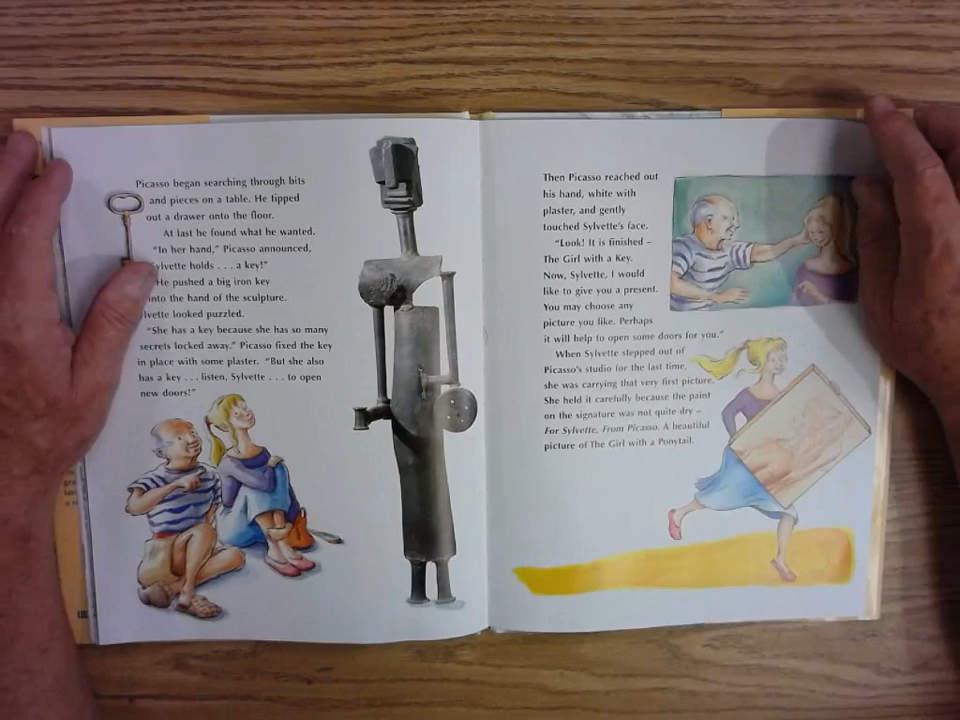 Picasso began searching through bits
and pieces on a table. He tipped
out a drawer onto the floor.
At last he found what he wanted.
"In her hand," Picasso announced,
"Sylvette holds . . . a key!"
He pushed a big iron key
into the hand of the sculpture.
lvette looked puzzled.
"She has a key because she has so many
secrets locked away." Picasso fixed the key
in place with some plaster. "But she also
has a key . . . listen, Sylvette . . . to open
new doors!"
Then Picasso reached out
his hand, white with
plaster, and gently
touched Sylvette's face.
"Look! It is finished –
The Girl with a Key.
Now, Sylvette, I would
like to give you a present.
You may choose any
picture you like. Perhaps
it will help to open some doors for you."
When Sylvette stepped out of
Picasso's studio for the last time,
she was carrying that very first picture.
She held it carefully because the paint
on the signature was not quite dry –
For Sylvette. From Picasso. A beautiful
picture of The Girl with a Ponytail.